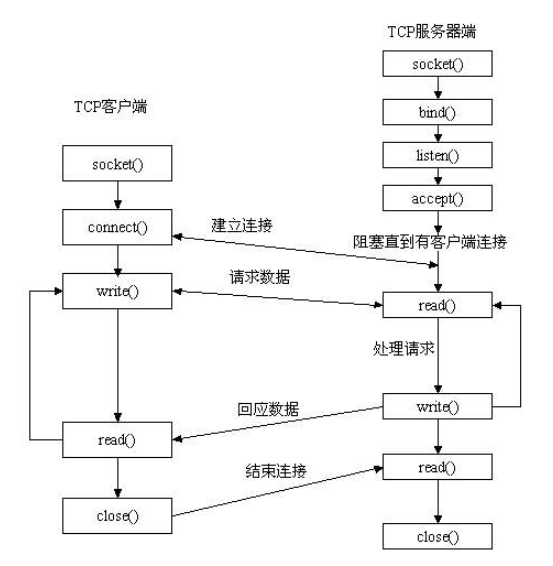 TCP服务器端
socket()
bind()
TCP客户端
listen()
socket()
accept()
connect()
建立连接
阻塞直到有客户端连接
请求数据
write()
read()
处理请求
回应数据
write()
read()
结束连接
read()
close()
close()